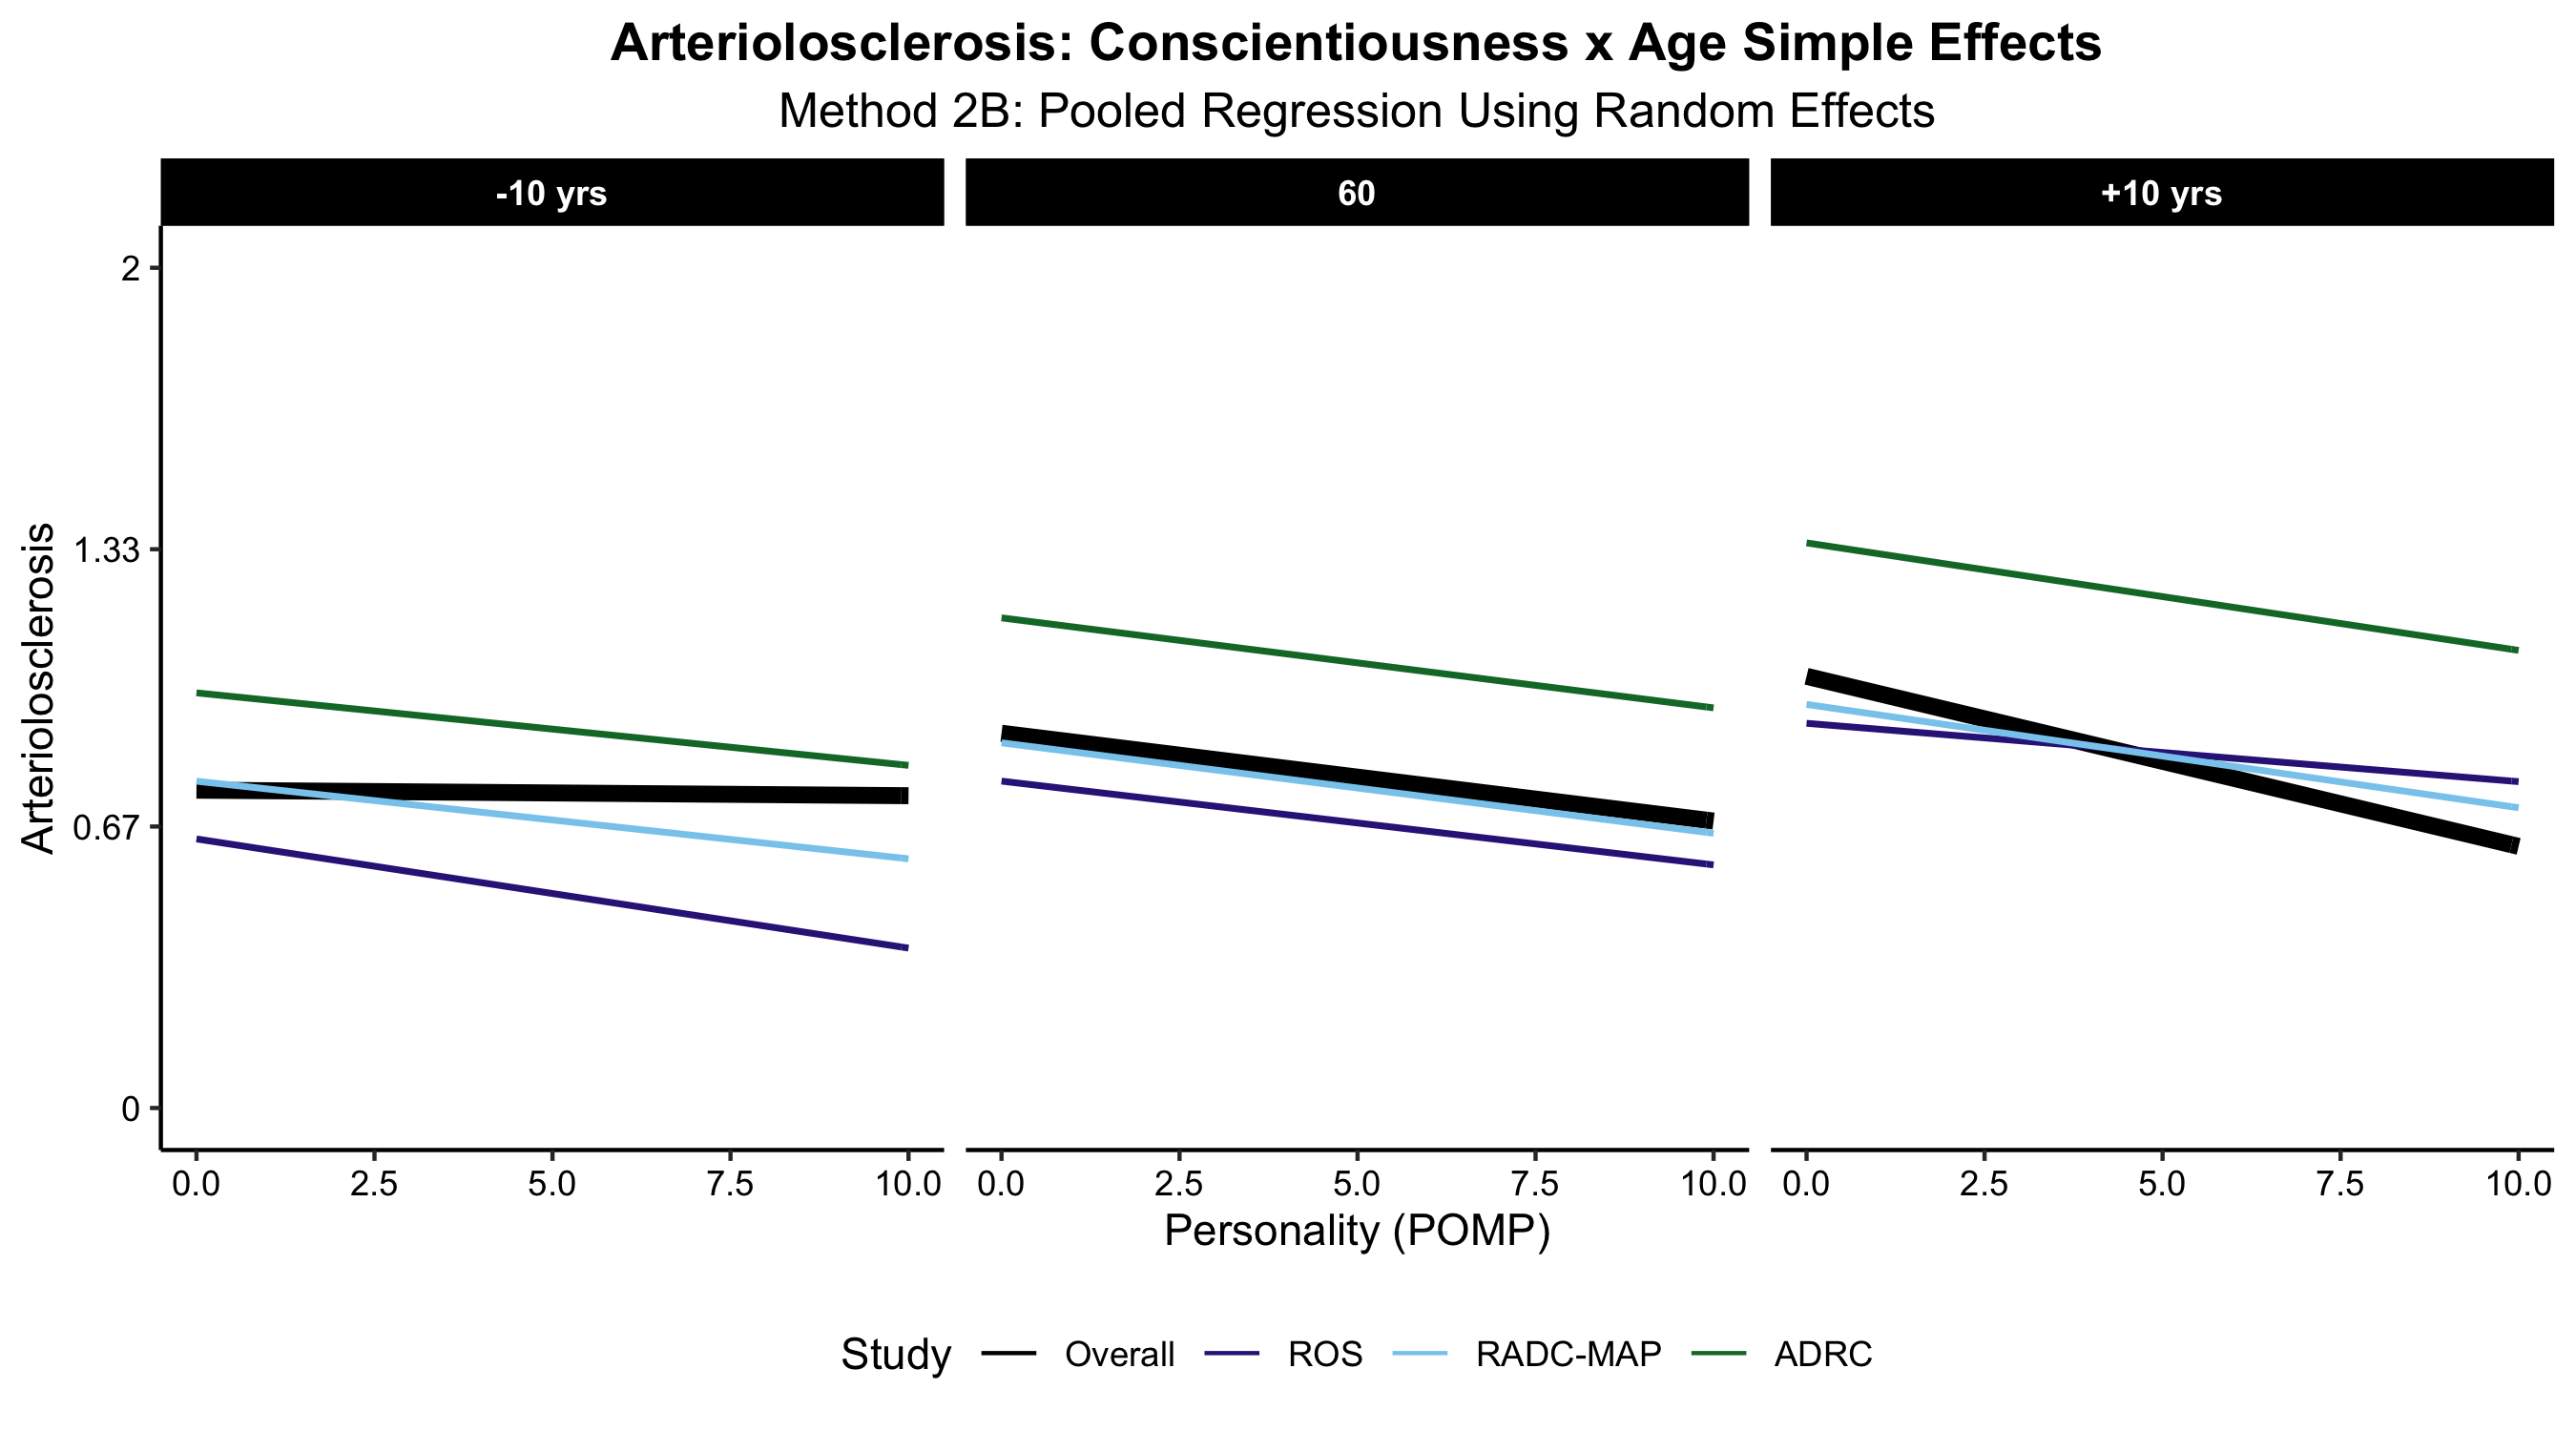 Arteriolosclerosis: Conscientiousness x Age Simple Effects
Method 2B: Pooled Regression Using Random Effects
-10 yrs
60
+10 yrs
Arteriolosclerosis
2
1.33
0.67
0
0.0 2.5 5.0 7.5 10.0
0.0 2.5 5.0 7.5 10.0
0.0 2.5 5.0 7.5 10.0
Personality (POMP)
Study Overall ROS RADC-MAP ADRC